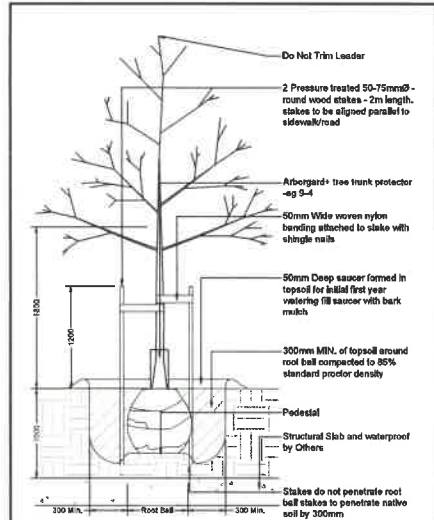 Do Not Trim Leader
2 Pressure treated 50-75mmØ -
round wood stakes - 2m length.
stakes to be aligned parallel to
sidewalk/road
Arborgard+ tree trunk protector
-ag 9-4
50mm Wide woven nylon
banding attached to stake with
shingle nails
50mm Deep saucer formed in
topsoil for initial first year
watering fill saucer with bark
mulch
300mm MIN. of topsoil around
root ball compacted to 85%
standard proctor density
Pedestal
Structural Slab and waterproof
by Others
Stakes do not penetrate root
ball stakes to penetrate native
soil by 300mm
1800
1200
1000
300 Min.
Root Ball
300 Min.